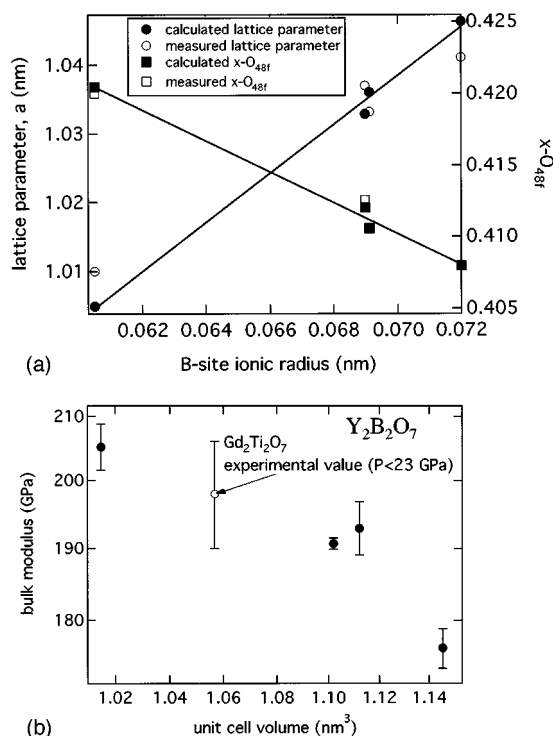 calculated lattice parameter
measured lattice parameter
calculated x-O48f
measured x-O48f
1.04
1.03
1.02
1.01
lattice parameter, a (nm)
0.425
0.420
0.415
0.410
0.405
x-O48f
0.062
0.064
0.066
0.068
0.070
0.072
B-site ionic radius (nm)
(a)
210
200
190
180
bulk modulus (GPa)
Y2B2O7
Gd2Ti2O7
experimental value (P<23 GPa)
1.02
1.04
1.06
1.08
1.10
1.12
1.14
unit cell volume (nm³)
(b)